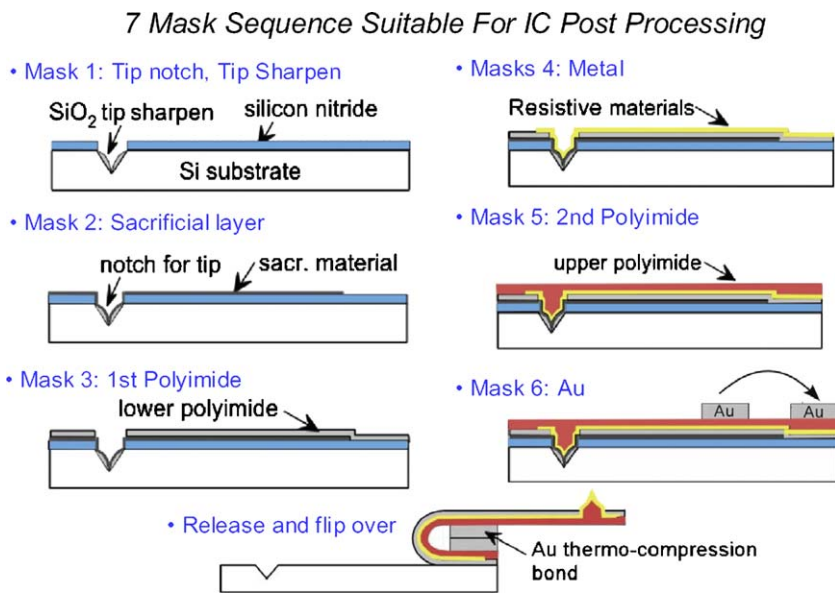 7 Mask Sequence Suitable For IC Post Processing
• Mask 1: Tip notch, Tip Sharpen
SiO₂ tip sharpen
silicon nitride
Si substrate
• Mask 2: Sacrificial layer
notch for tip
sacr. material
• Mask 3: 1st Polyimide
lower polyimide
• Masks 4: Metal
Resistive materials
Mask 5: 2nd Polyimide
upper polyimide
• Mask 6: Au
Au
Au
• Release and flip over
Au thermo-compression
bond